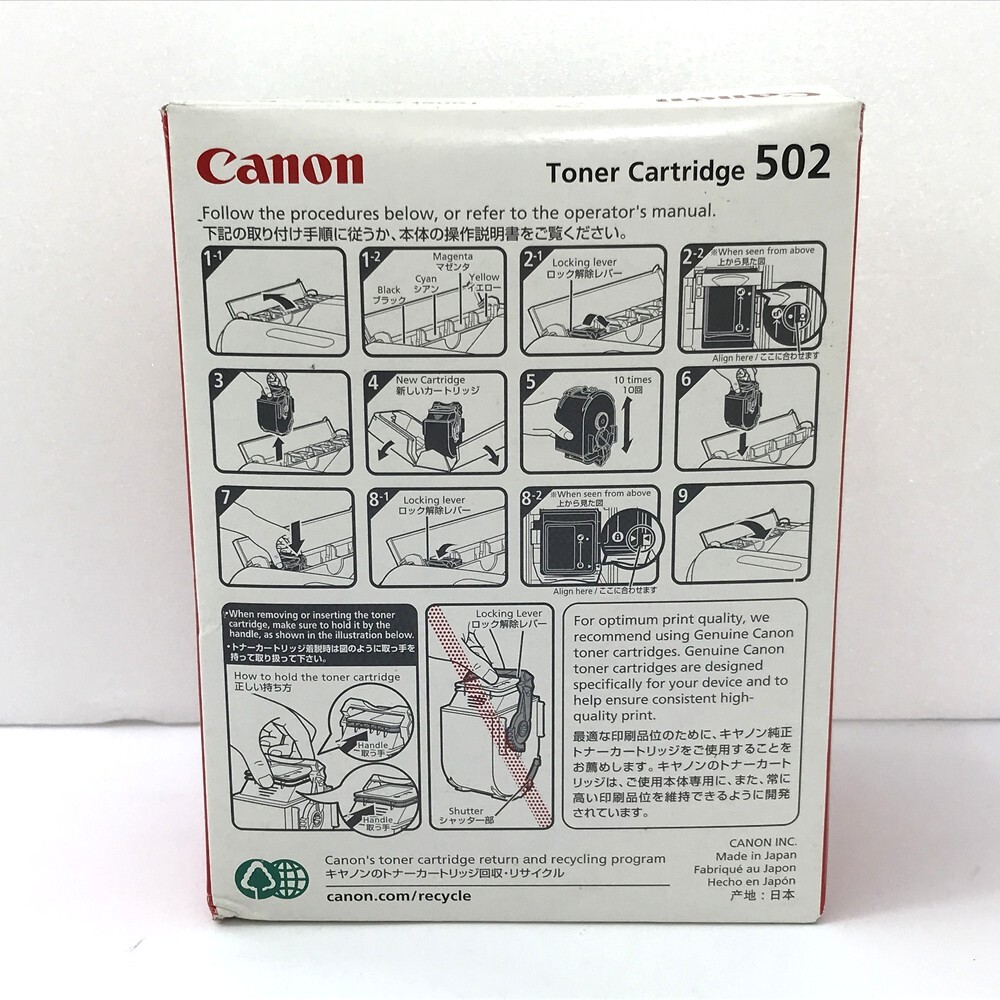 Canon
Canon
Toner Cartridge 502
Follow the procedures below, or refer to the operator's manual.
下記の取り付け手順に従うか、本体の操作説明書をご覧ください。
1-1
1-2
Magenta
マゼンタ
Cyan
シアン
Yellow
イエロー
Black
ブラック
2-1
Locking lever
ロック解除レバー
2-2
※When seen from above
上から見た図
Align here / ここに合わせます
3
4
New Cartridge
新しいカートリッジ
5
10 times
10回
6
7
8-1
Locking lever
ロック解除レバー
8-2
※When seen from above
上から見た図
Align here / ここに合わせます
9
•When removing or inserting the toner
cartridge, make sure to hold it by the
handle, as shown in the illustration below.
・トナーカートリッジ着脱時は図のように取っ手を
持って取り扱って下さい。
How to hold the toner cartridge
正しい持ち方
Handle
取っ手
Handle
取っ手
Locking Lever
ロック解除レバー
Shutter
シャッター部
For optimum print quality, we
recommend using Genuine Canon
toner cartridges. Genuine Canon
toner cartridges are designed
specifically for your device and to
help ensure consistent high-
quality print.
最適な印刷品位のために、キヤノン純正
トナーカートリッジをご使用することを
お薦めします。キヤノンのトナーカート
リッジは、ご使用本体専用に、また、常に
高い印刷品位を維持できるように開発
されています。
Canon's toner cartridge return and recycling program
キヤノンのトナーカートリッジ回収・リサイクル
canon.com/recycle
CANON INC.
Made in Japan
Fabriqué au Japon
Hecho en Japón
产地：日本